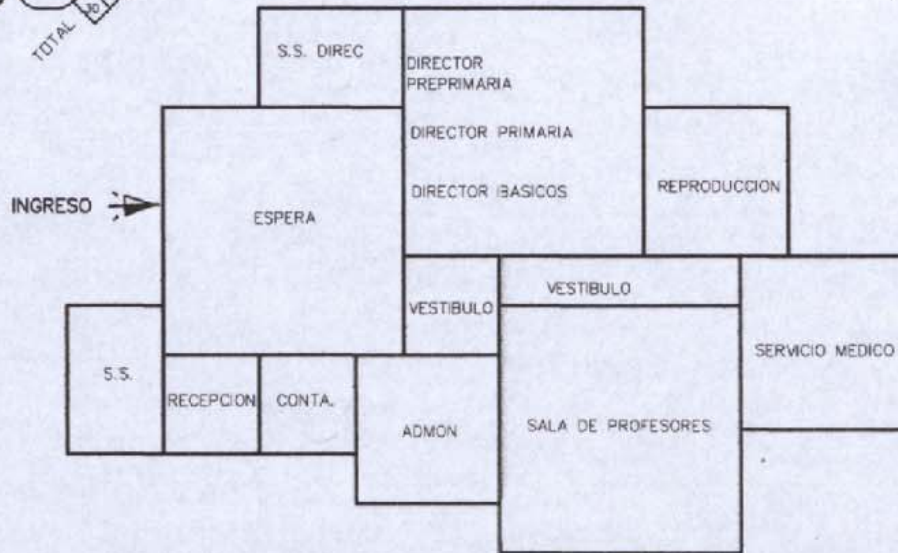 TOTAL
S.S. DIREC
DIRECTOR
PREPRIMARIA
DIRECTOR PRIMARIA
DIRECTOR BASICOS
REPRODUCCION
INGRESO
ESPERA
VESTIBULO
VESTIBULO
SERVICIO MEDICO
S.S.
RECEPCION
CONTA.
ADMON
SALA DE PROFESORES